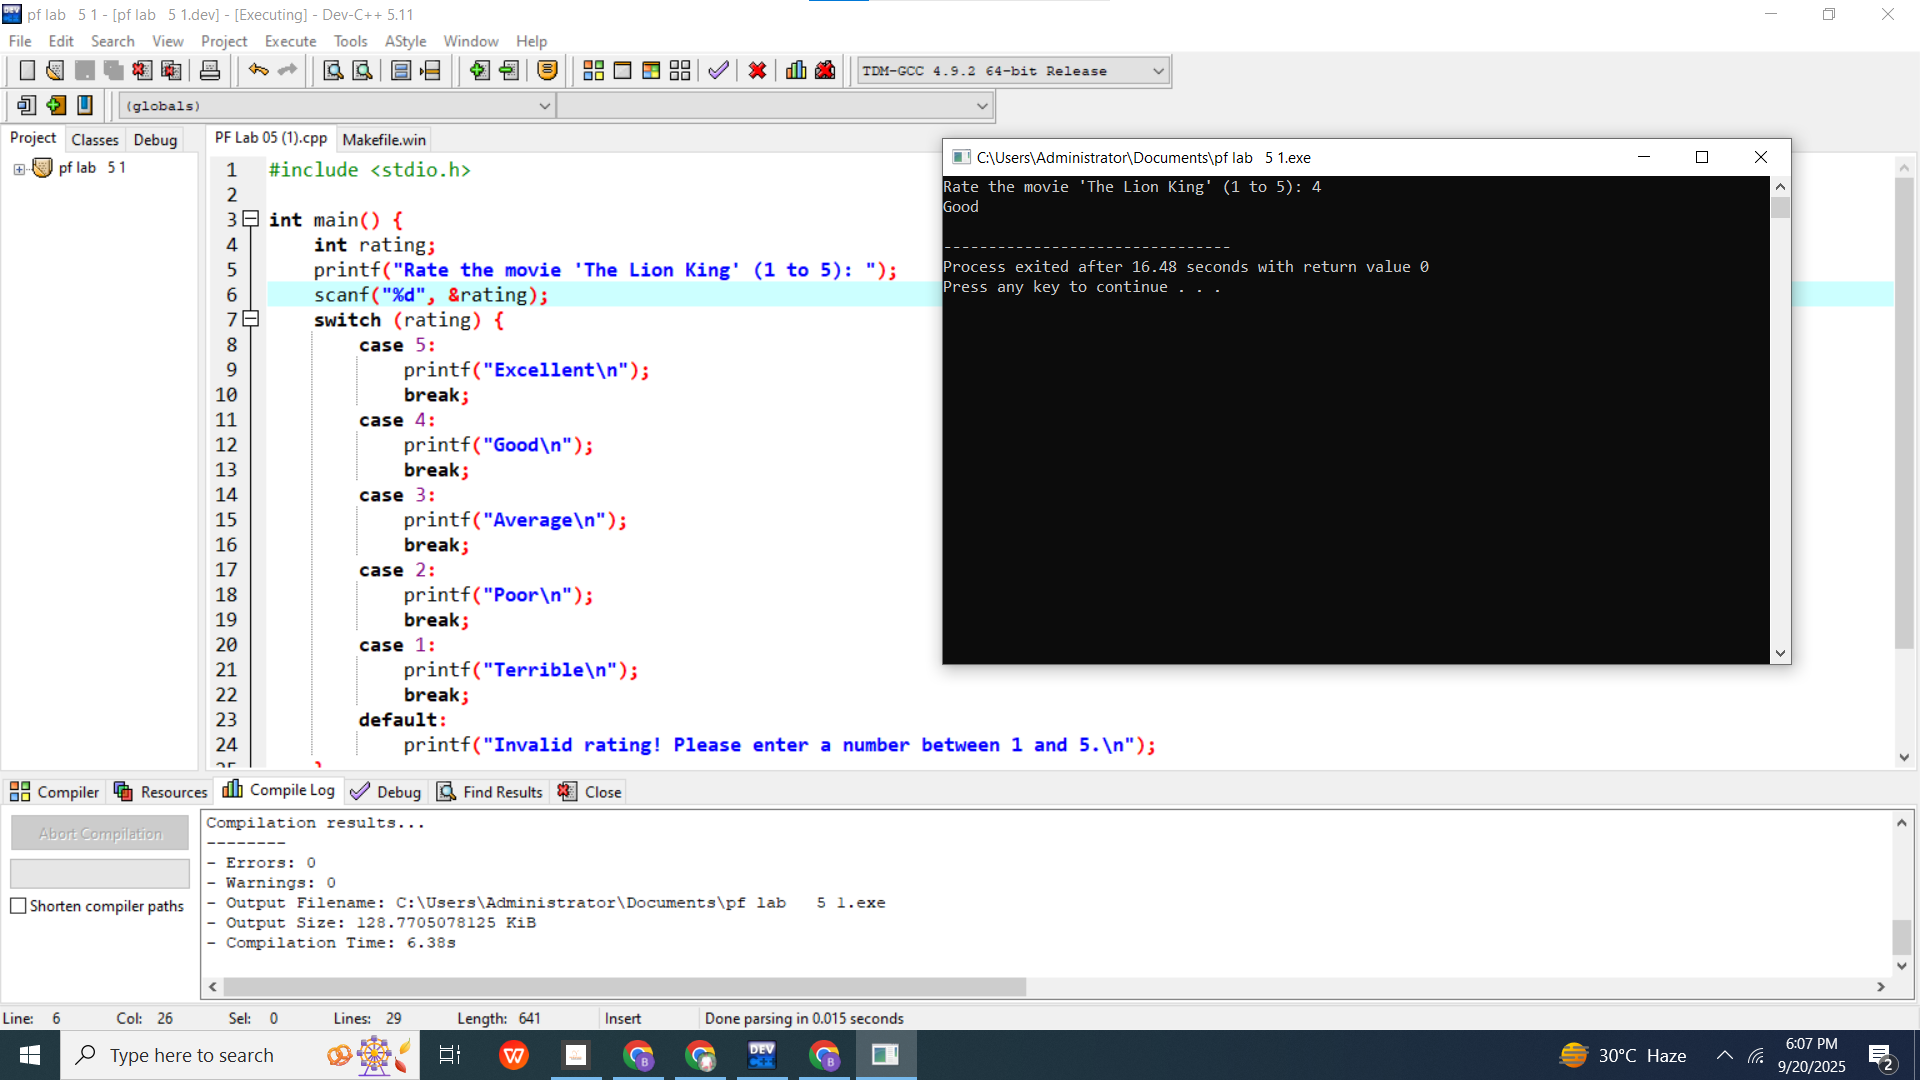 pf lab   5 1 - [pf lab   5 1.dev] - [Executing] - Dev-C++ 5.11
File Edit Search View Project Execute Tools AStyle Window Help
TDM-GCC 4.9.2 64-bit Release
(globals)
Project Classes Debug
pf lab   5 1
PF Lab 05 (1).cpp Makefile.win
1 #include <stdio.h>
2
3 int main() {
4     int rating;
5     printf("Rate the movie 'The Lion King' (1 to 5): ");
6     scanf("%d", &rating);
7     switch (rating) {
8         case 5:
9             printf("Excellent\n");
10             break;
11         case 4:
12             printf("Good\n");
13             break;
14         case 3:
15             printf("Average\n");
16             break;
17         case 2:
18             printf("Poor\n");
19             break;
20         case 1:
21             printf("Terrible\n");
22             break;
23         default:
24             printf("Invalid rating! Please enter a number between 1 and 5.\n");
25     }
C:\Users\Administrator\Documents\pf lab   5 1.exe
Rate the movie 'The Lion King' (1 to 5): 4
Good
--------------------------------
Process exited after 16.48 seconds with return value 0
Press any key to continue . . .
Compiler Resources Compile Log Debug Find Results Close
Abort Compilation
Shorten compiler paths
Compilation results...
--------
- Errors: 0
- Warnings: 0
- Output Filename: C:\Users\Administrator\Documents\pf lab   5 1.exe
- Output Size: 128.7705078125 KiB
- Compilation Time: 6.38s
Line: 6 Col: 26 Sel: 0 Lines: 29 Length: 641 Insert Done parsing in 0.015 seconds
Type here to search
DEV
C++
B
B
30°C Haze
6:07 PM
9/20/2025
2